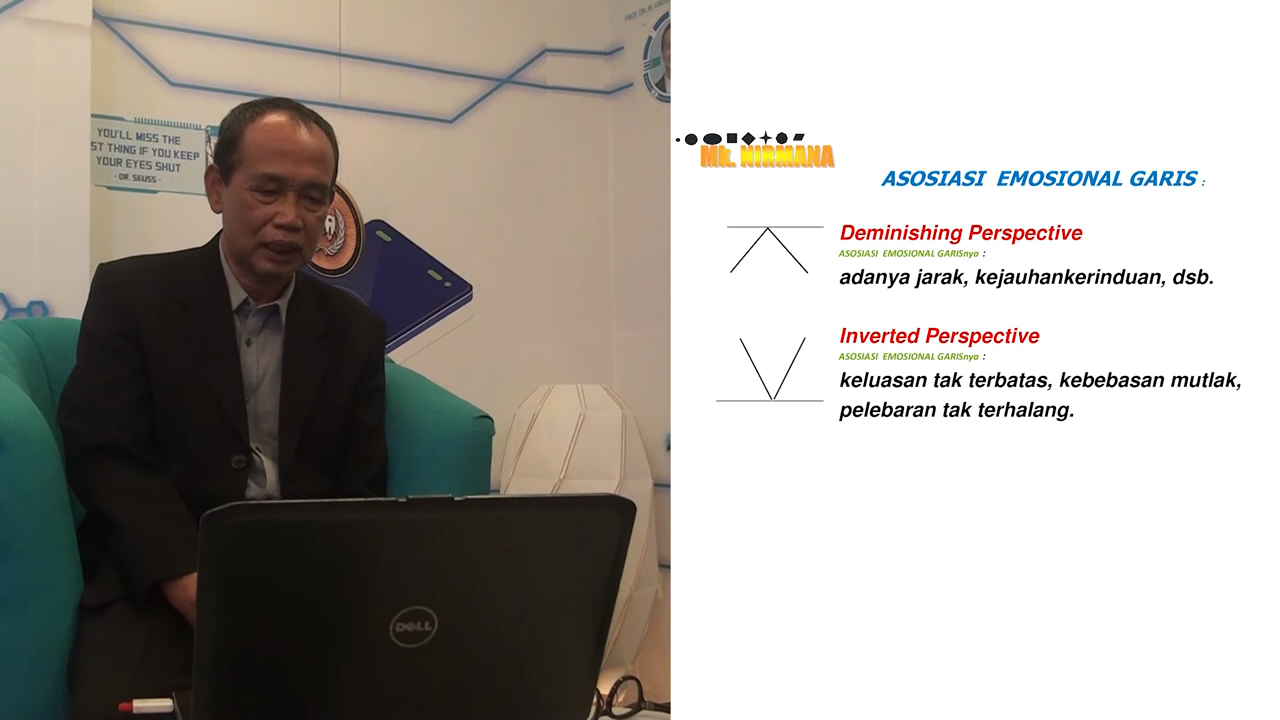 YOU'LL MISS THE
ST THING IF YOU KEEP
YOUR EYES SHUT
- DR. SEUSS -
DELL
Mk. NIRMANA
ASOSIASI EMOSIONAL GARIS :
Deminishing Perspective
ASOSIASI EMOSIONAL GARISnya :
adanya jarak, kejauhankerinduan, dsb.
Inverted Perspective
ASOSIASI EMOSIONAL GARISnya :
keluasan tak terbatas, kebebasan mutlak,
pelebaran tak terhalang.